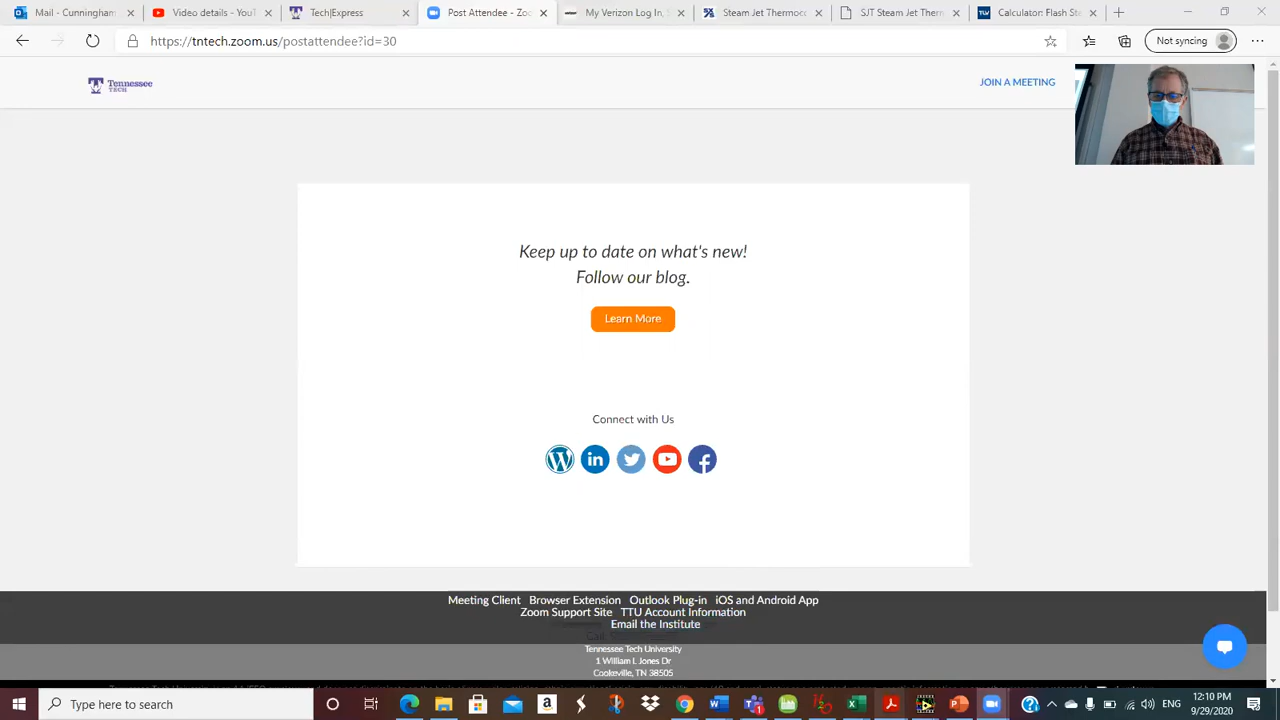 Mail - Cunningham
Video details - YouT
Tech|Express
Post Attendee - Zoo
My Verizon Log In,
Steam Jet Thermoco
SJT Steam Jet Therm
TLV
Calculator: Flash Ste
https://tntech.zoom.us/postattendee?id=30
Not syncing
Tennessee
TECH
JOIN A MEETING
Keep up to date on what's new!
Follow our blog.
Learn More
Connect with Us
Meeting Client Browser Extension Outlook Plug-in iOS and Android App
Zoom Support Site TTU Account Information
Email the Institute
Tennessee Tech University
1 William L Jones Dr
Cookeville, TN 38505
Type here to search
ENG
12:10 PM
9/29/2020